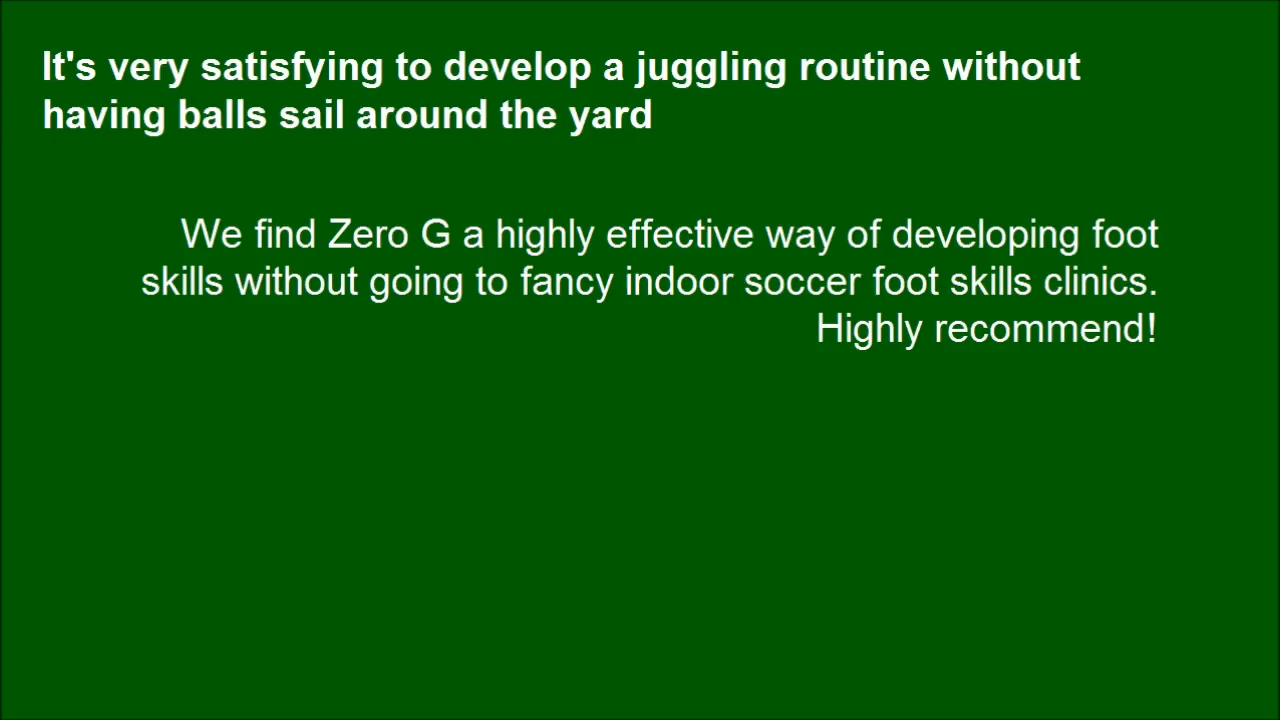 It's very satisfying to develop a juggling routine without
having balls sail around the yard
We find Zero G a highly effective way of developing foot
skills without going to fancy indoor soccer foot skills clinics.
Highly recommend!